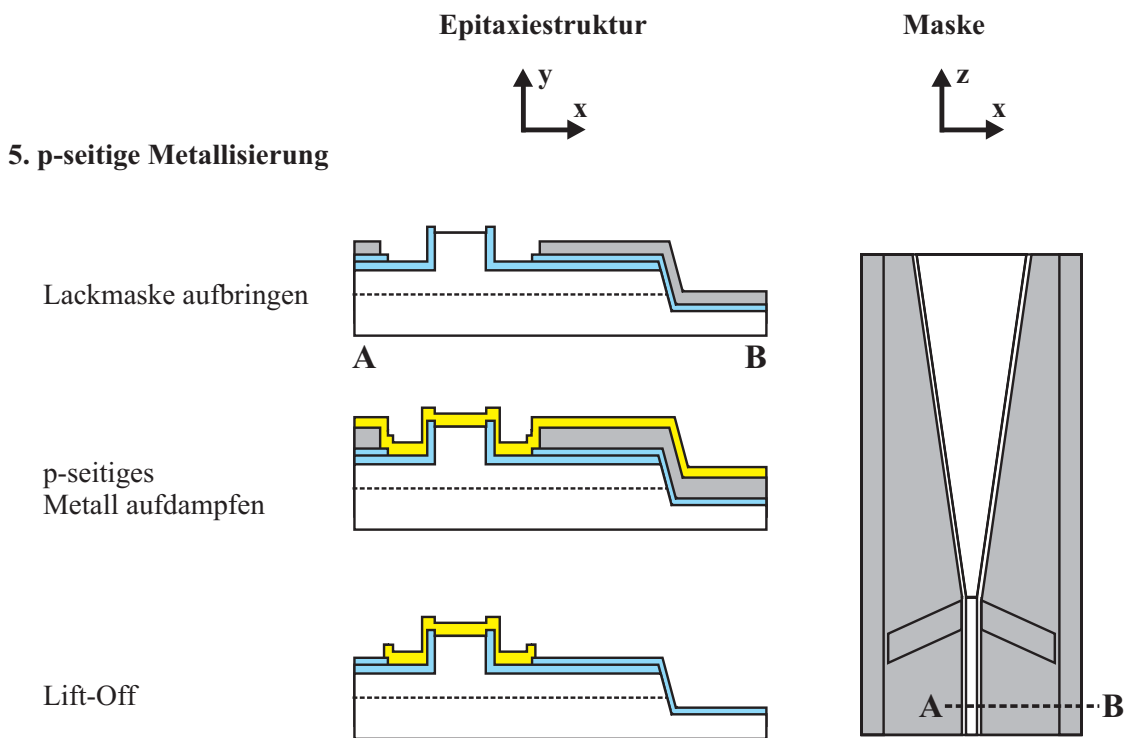 Epitaxiestruktur
Maske
y
x
z
x
5. p-seitige Metallisierung
Lackmaske aufbringen
A
B
p-seitiges
Metall aufdampfen
Lift-Off
A
B